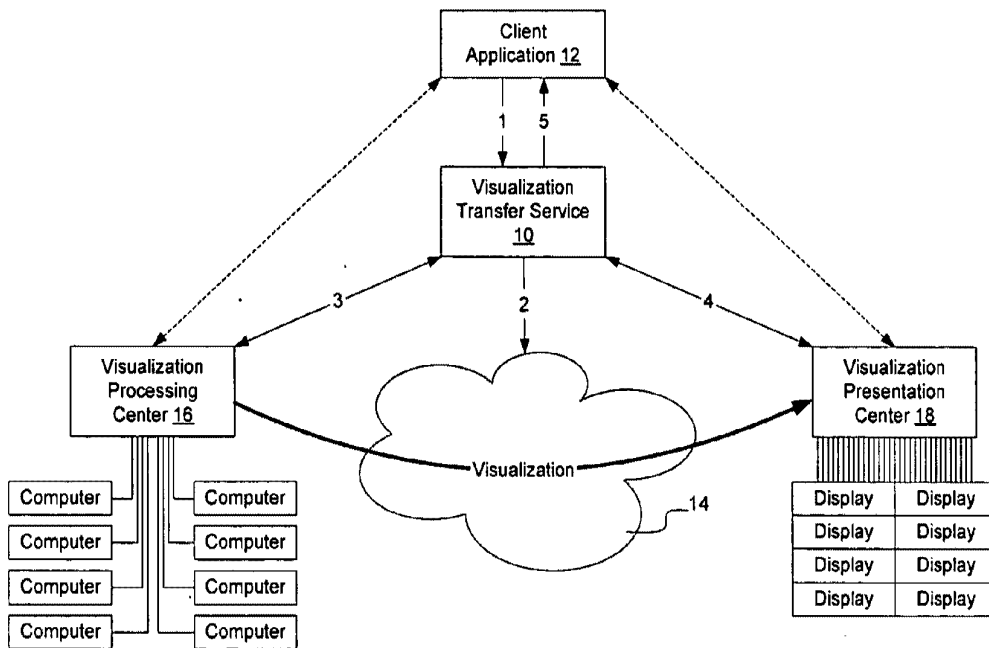 Client
Application 12
1
5
Visualization
Transfer Service
10
3
2
4
Visualization
Processing
Center 16
Visualization
Presentation
Center 18
Visualization
14
Computer
Computer
Computer
Computer
Computer
Computer
Computer
Computer
Display
Display
Display
Display
Display
Display
Display
Display